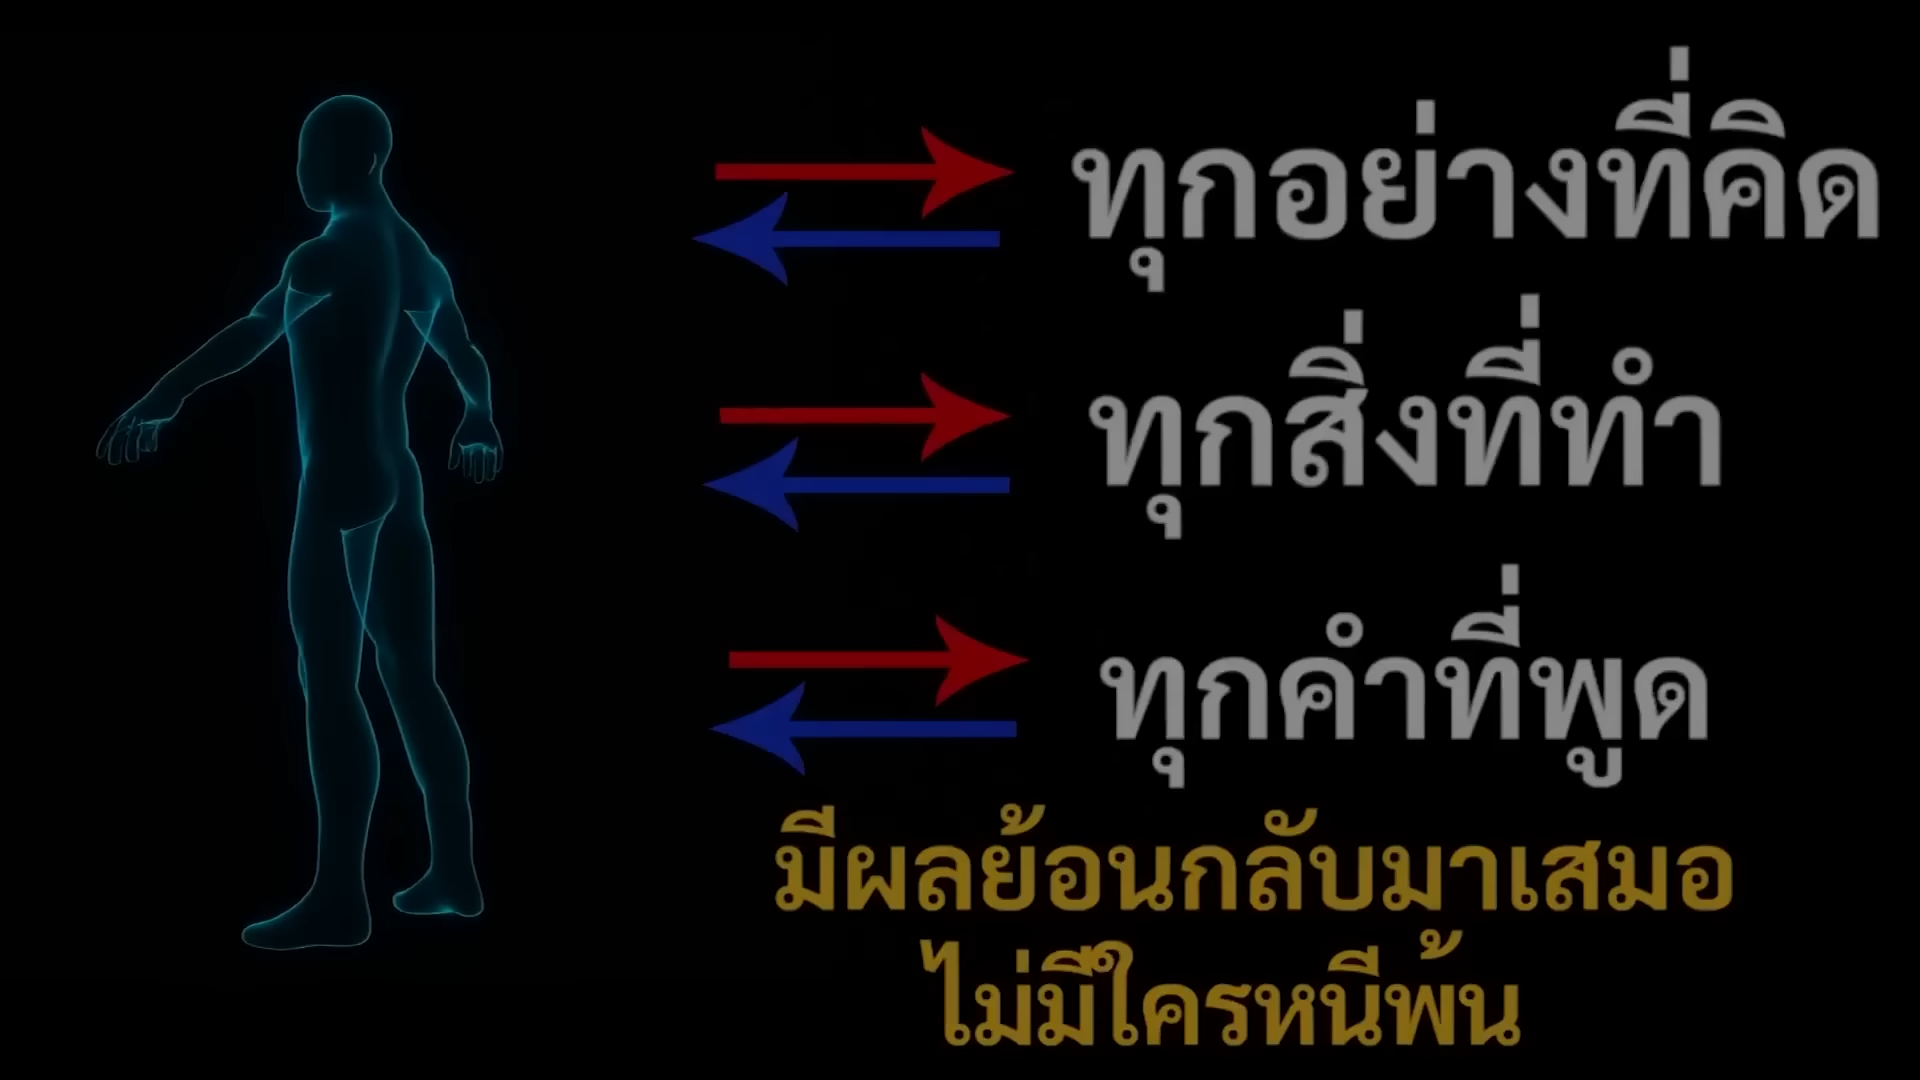 ทุกอย่างที่คิด
ทุกสิ่งที่ทำ
ทุกคำที่พูด
มีผลย้อนกลับมาเสมอ
ไม่มีใครหนีพ้น